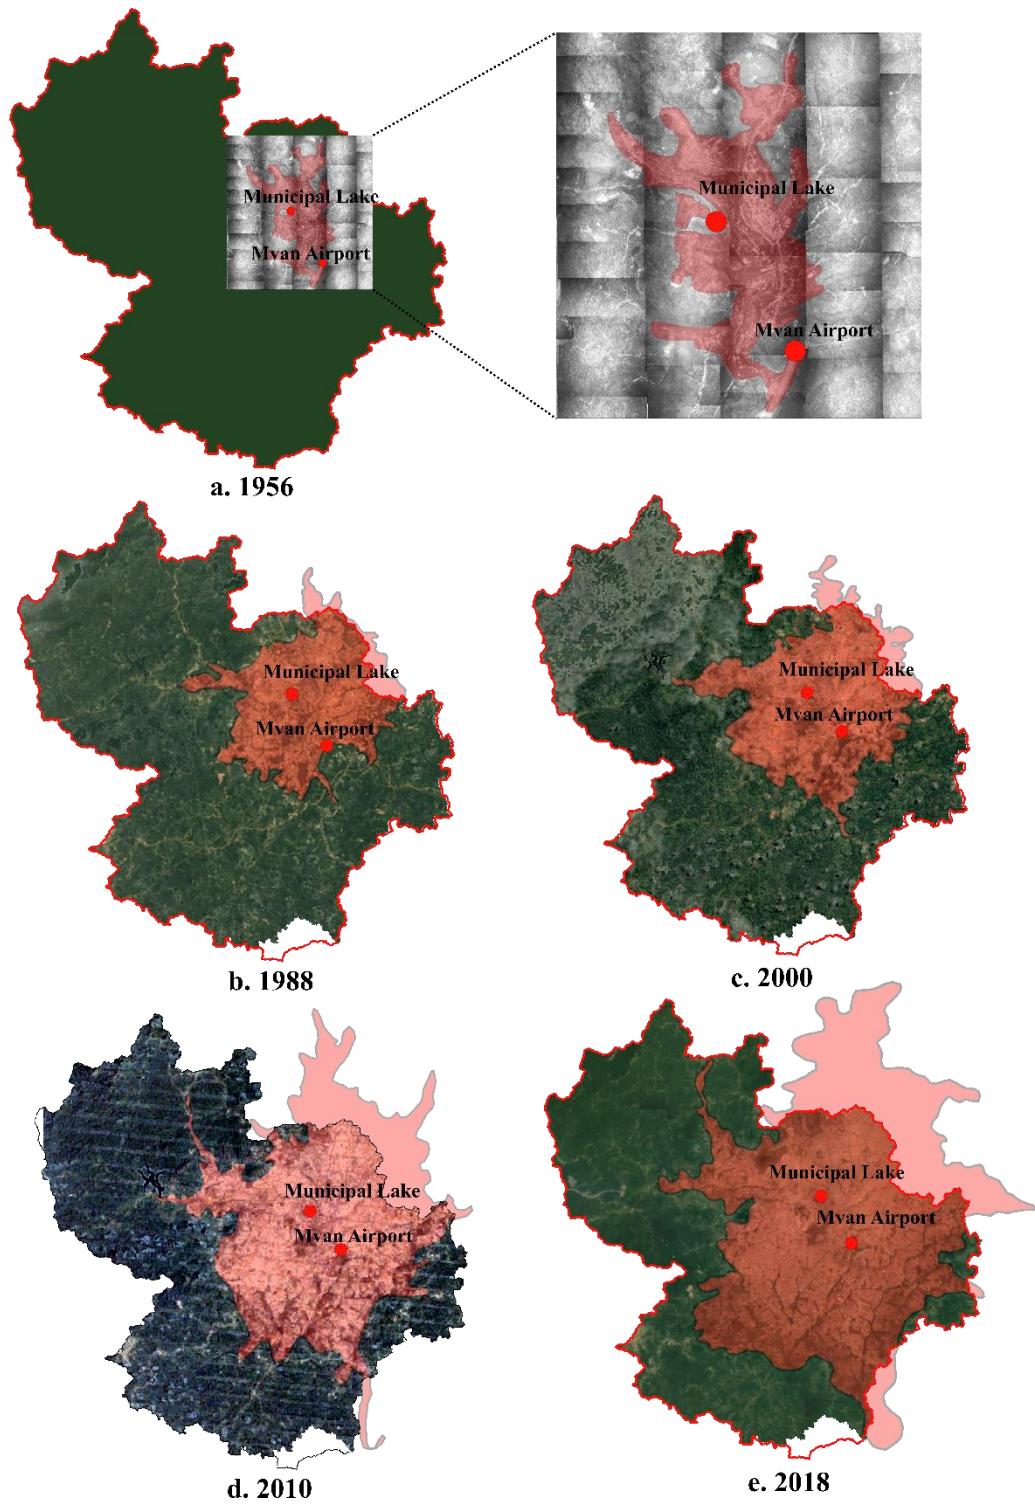 Municipal Lake
Mvan Airport
Municipal Lake
Mvan Airport
a. 1956
Municipal Lake
Mvan Airport
b. 1988
Municipal Lake
Mvan Airport
c. 2000
Municipal Lake
Mvan Airport
d. 2010
Municipal Lake
Mvan Airport
e. 2018